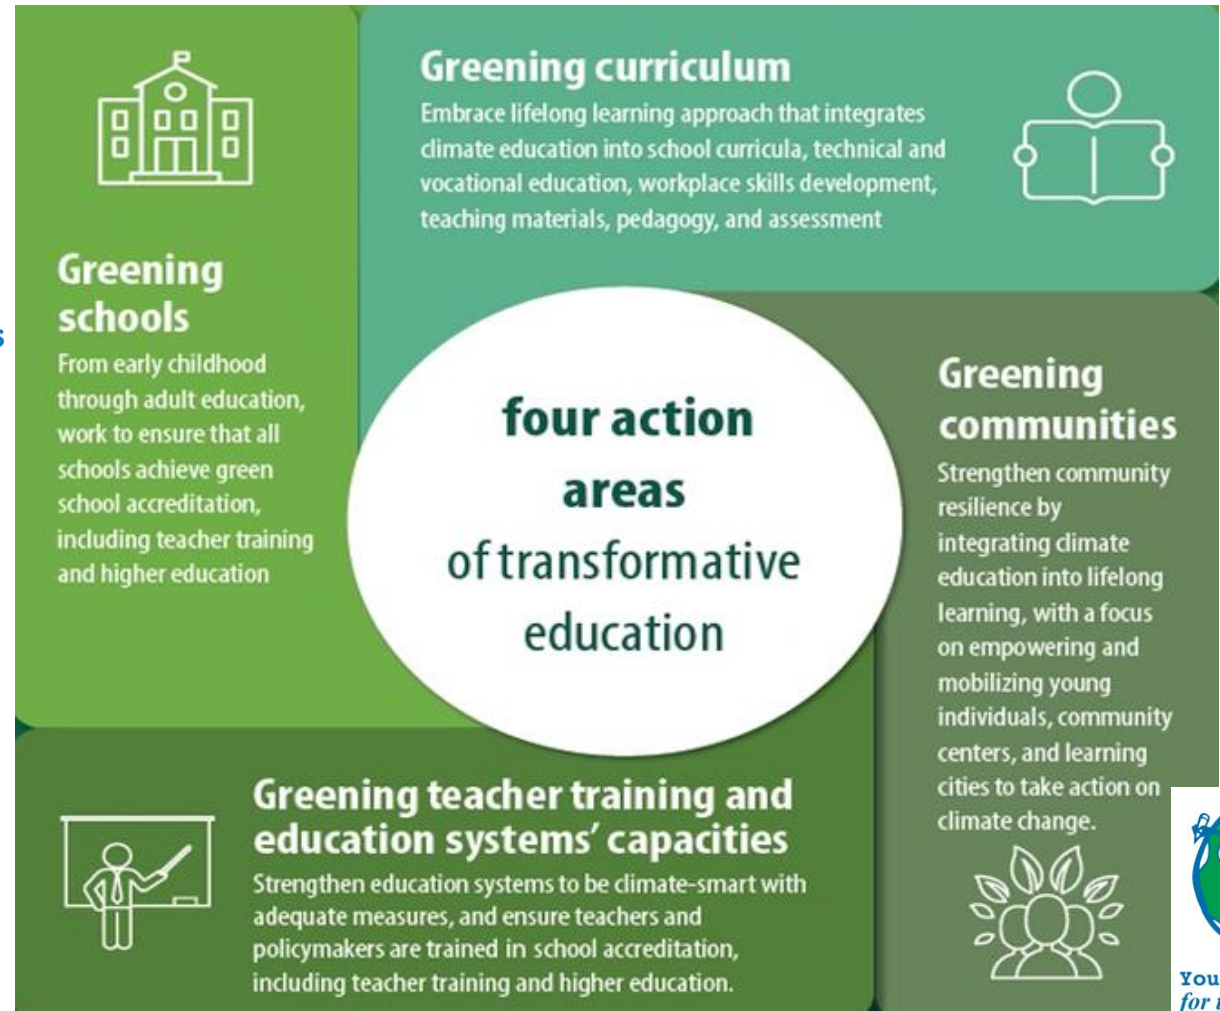 Greening
schools
From early childhood
through adult education,
work to ensure that all
schools achieve green
school accreditation,
including teacher training
and higher education
Greening curriculum
Embrace lifelong learning approach that integrates
climate education into school curricula, technical and
vocational education, workplace skills development,
teaching materials, pedagogy, and assessment
four action
areas
of transformative
education
Greening
communities
Strengthen community
resilience by
integrating climate
education into lifelong
learning, with a focus
on empowering and
mobilizing young
individuals, community
centers, and learning
cities to take action on
climate change.
Greening teacher training and
education systems’ capacities
Strengthen education systems to be climate-smart with
adequate measures, and ensure teachers and
policymakers are trained in school accreditation,
including teacher training and higher education.
You
for